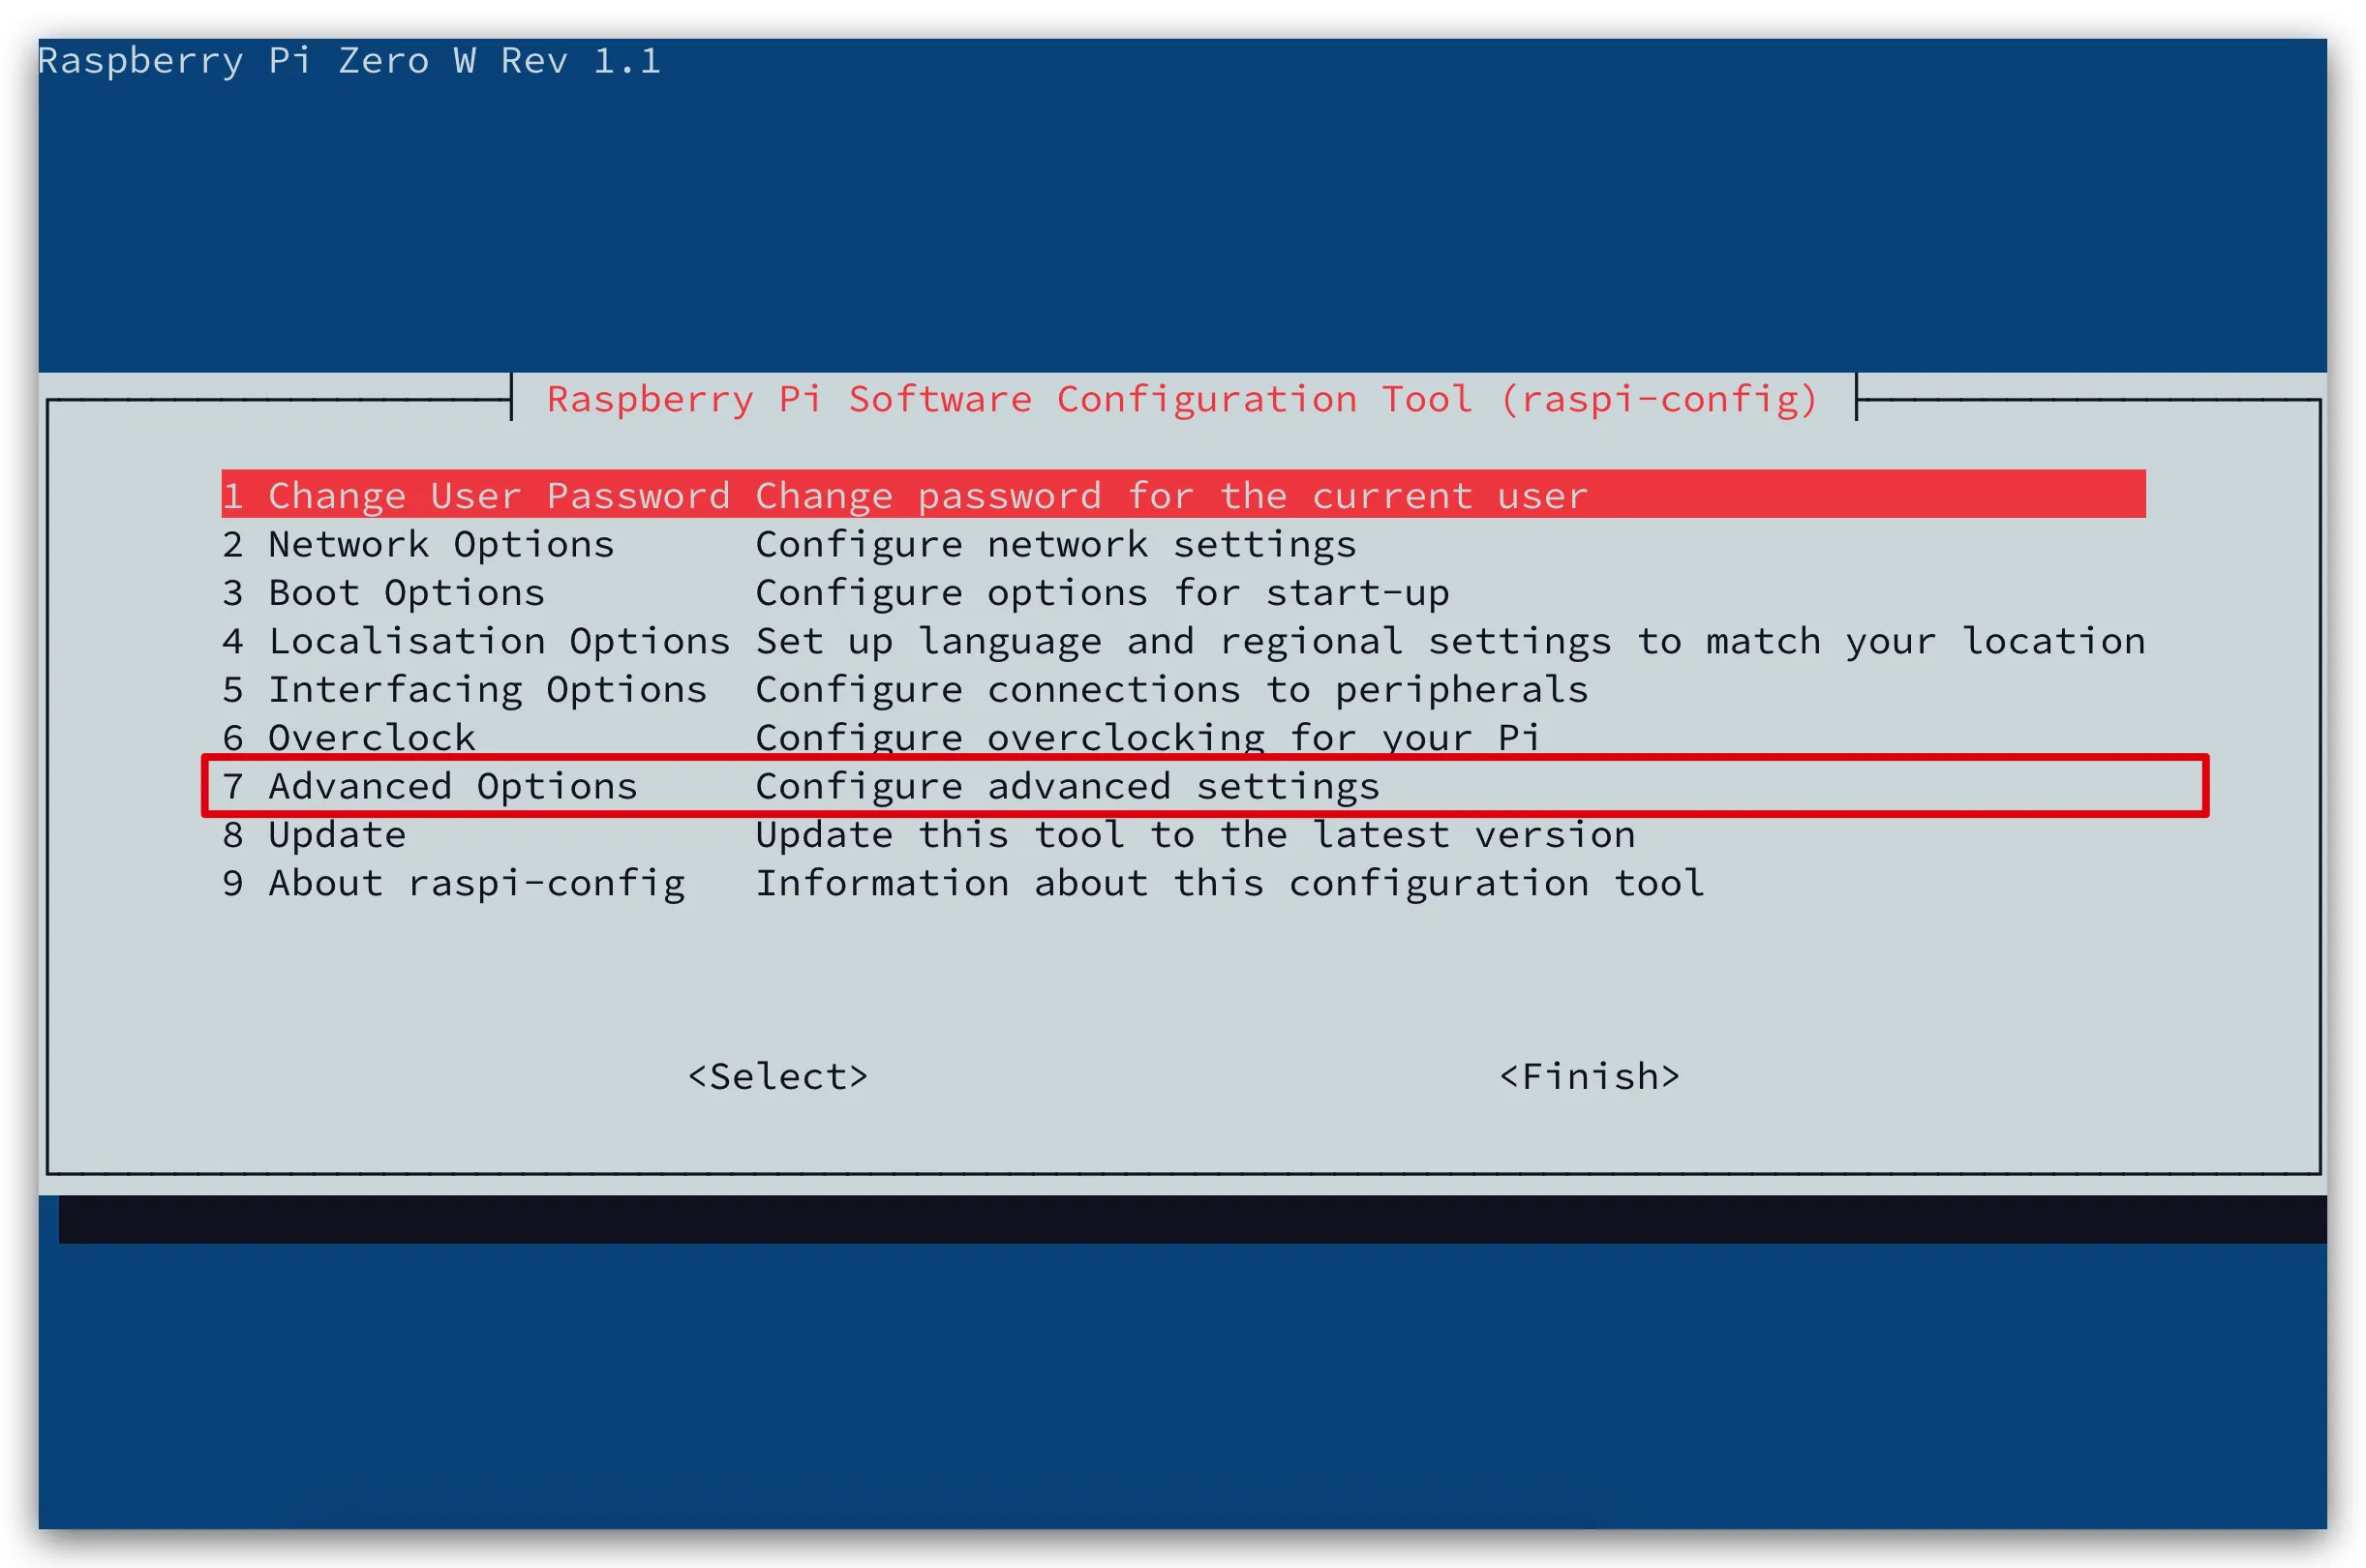 Raspberry Pi Zero W Rev 1.1
Raspberry Pi Software Configuration Tool (raspi-config)
1 Change User Password Change password for the current user
2 Network Options Configure network settings
3 Boot Options Configure options for start-up
4 Localisation Options Set up language and regional settings to match your location
5 Interfacing Options Configure connections to peripherals
6 Overclock Configure overclocking for your Pi
7 Advanced Options Configure advanced settings
8 Update Update this tool to the latest version
9 About raspi-config Information about this configuration tool
<Select> <Finish>